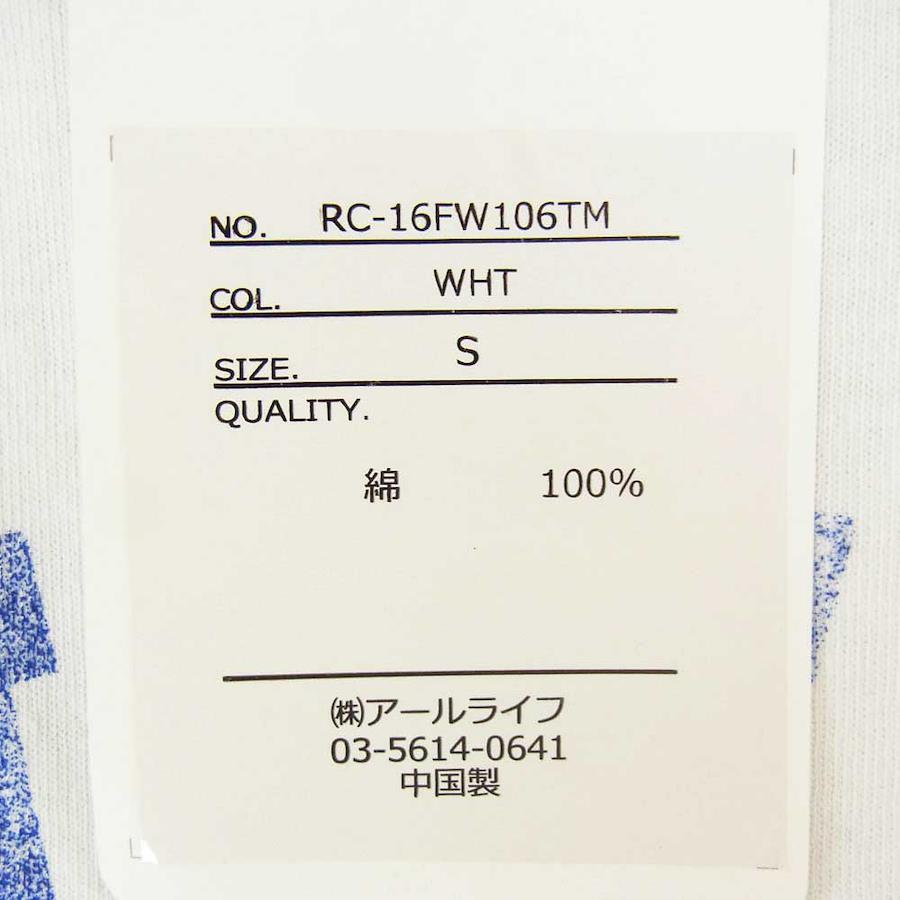 NO. RC-16FW106TM
COL. WHT
SIZE. S
QUALITY.
綿 100%
㈱アールライフ
03-5614-0641
中国製